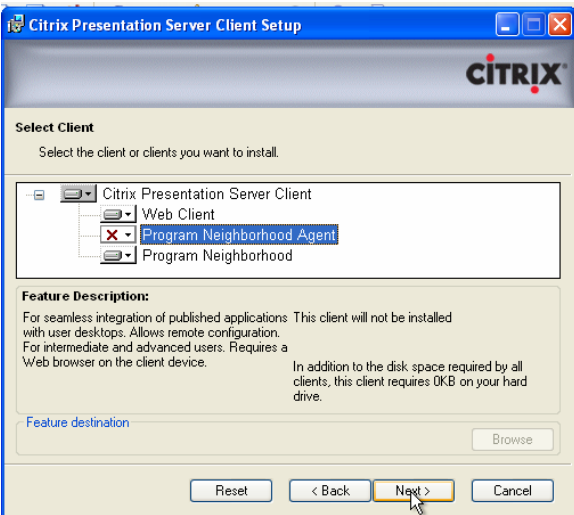 Citrix Presentation Server Client Setup
CITRIX
Select Client
Select the client or clients you want to install.
Citrix Presentation Server Client
Web Client
Program Neighborhood Agent
Program Neighborhood
Feature Description:
For seamless integration of published applications
with user desktops. Allows remote configuration.
For intermediate and advanced users. Requires a
Web browser on the client device.
This client will not be installed
In addition to the disk space required by all
clients, this client requires 0KB on your hard
drive.
Feature destination
Browse
Reset
< Back
Next >
Cancel